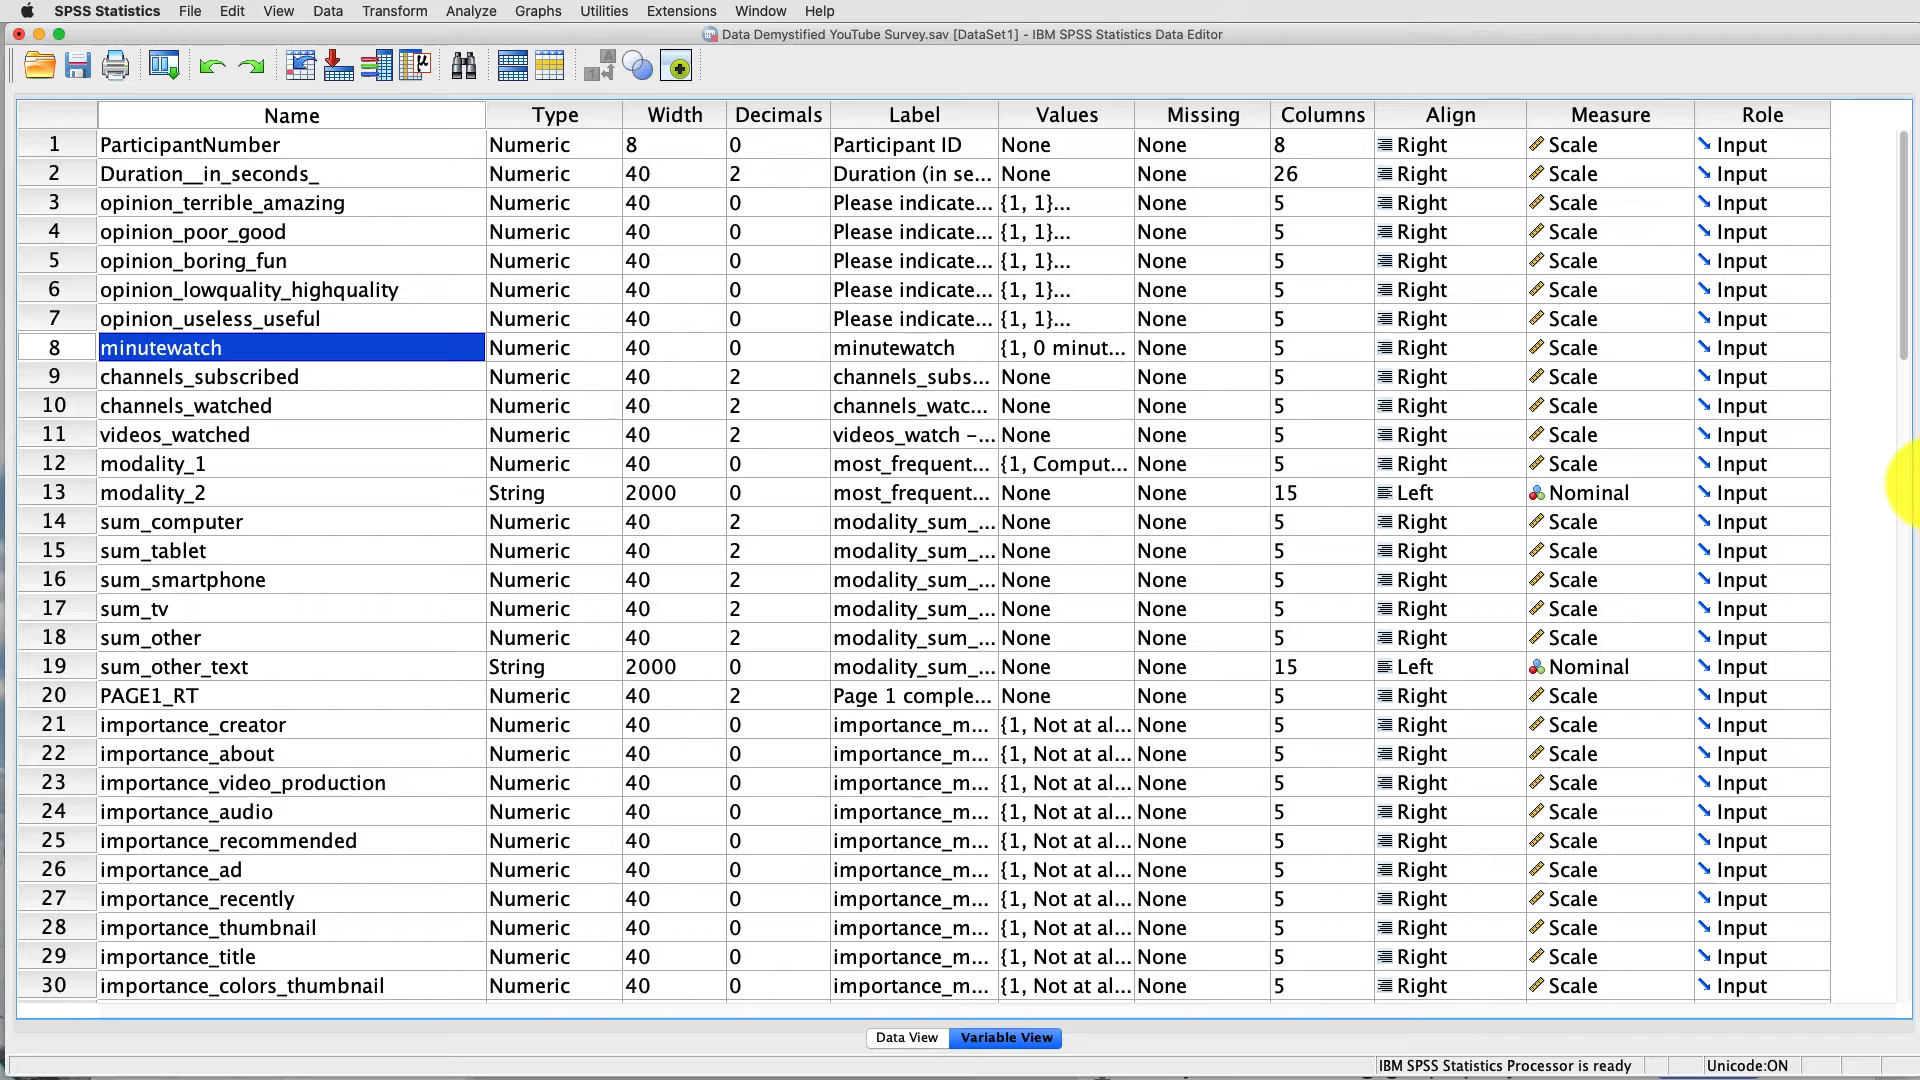 SPSS Statistics File Edit View Data Transform Analyze Graphs Utilities Extensions Window Help
Data Demystified YouTube Survey.sav [DataSet1] - IBM SPSS Statistics Data Editor
Name Type Width Decimals Label Values Missing Columns Align Measure Role
1 ParticipantNumber Numeric 8 0 Participant ID None None 8 Right Scale Input
2 Duration__in_seconds_ Numeric 40 2 Duration (in se... None None 26 Right Scale Input
3 opinion_terrible_amazing Numeric 40 0 Please indicate... {1, 1}... None 5 Right Scale Input
4 opinion_poor_good Numeric 40 0 Please indicate... {1, 1}... None 5 Right Scale Input
5 opinion_boring_fun Numeric 40 0 Please indicate... {1, 1}... None 5 Right Scale Input
6 opinion_lowquality_highquality Numeric 40 0 Please indicate... {1, 1}... None 5 Right Scale Input
7 opinion_useless_useful Numeric 40 0 Please indicate... {1, 1}... None 5 Right Scale Input
8 minutewatch Numeric 40 0 minutewatch {1, 0 minut... None 5 Right Scale Input
9 channels_subscribed Numeric 40 2 channels_subs... None None 5 Right Scale Input
10 channels_watched Numeric 40 2 channels_watc... None None 5 Right Scale Input
11 videos_watched Numeric 40 2 videos_watch -... None None 5 Right Scale Input
12 modality_1 Numeric 40 0 most_frequent... {1, Comput... None 5 Right Scale Input
13 modality_2 String 2000 0 most_frequent... None None 15 Left Nominal Input
14 sum_computer Numeric 40 2 modality_sum_... None None 5 Right Scale Input
15 sum_tablet Numeric 40 2 modality_sum_... None None 5 Right Scale Input
16 sum_smartphone Numeric 40 2 modality_sum_... None None 5 Right Scale Input
17 sum_tv Numeric 40 2 modality_sum_... None None 5 Right Scale Input
18 sum_other Numeric 40 2 modality_sum_... None None 5 Right Scale Input
19 sum_other_text String 2000 0 modality_sum_... None None 15 Left Nominal Input
20 PAGE1_RT Numeric 40 2 Page 1 comple... None None 5 Right Scale Input
21 importance_creator Numeric 40 0 importance_m... {1, Not at al... None 5 Right Scale Input
22 importance_about Numeric 40 0 importance_m... {1, Not at al... None 5 Right Scale Input
23 importance_video_production Numeric 40 0 importance_m... {1, Not at al... None 5 Right Scale Input
24 importance_audio Numeric 40 0 importance_m... {1, Not at al... None 5 Right Scale Input
25 importance_recommended Numeric 40 0 importance_m... {1, Not at al... None 5 Right Scale Input
26 importance_ad Numeric 40 0 importance_m... {1, Not at al... None 5 Right Scale Input
27 importance_recently Numeric 40 0 importance_m... {1, Not at al... None 5 Right Scale Input
28 importance_thumbnail Numeric 40 0 importance_m... {1, Not at al... None 5 Right Scale Input
29 importance_title Numeric 40 0 importance_m... {1, Not at al... None 5 Right Scale Input
30 importance_colors_thumbnail Numeric 40 0 importance_m... {1, Not at al... None 5 Right Scale Input
Data View Variable View
IBM SPSS Statistics Processor is ready Unicode:ON